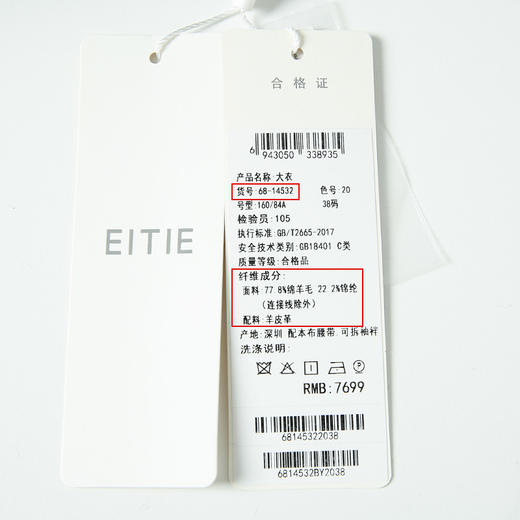 EITIE
合格证
6 943050 338935
产品名称:大衣
货号:68-14532 色号:20
号型:160/84A 38码
检验员:105
执行标准:GB/T2665-2017
安全技术类别:GB18401 C类
质量等级:合格品
纤维成分:
面料:77.8%绵羊毛 22.2%锦纶
(连接线除外)
配料:羊皮革
产地:深圳 配本布腰带.可拆袖袢
洗涤说明:
RMB:7699
68145322038
6814532BY2038